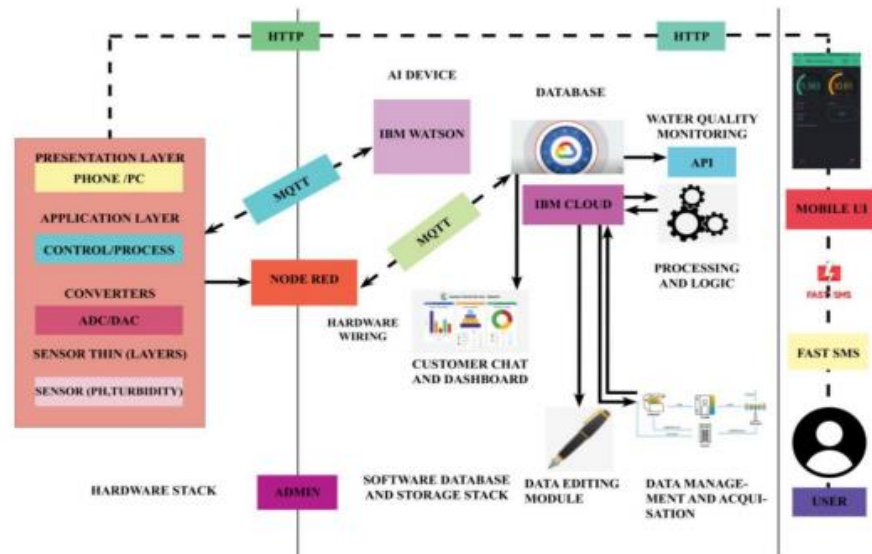 HTTP
HTTP
AI DEVICE
IBM WATSON
DATABASE
WATER QUALITY
MONITORING
API
PRESENTATION LAYER
PHONE /PC
MQTT
APPLICATION LAYER
CONTROL/PROCESS
MQTT
IBM CLOUD
MOBILE UI
CONVERTERS
ADC/DAC
NODE RED
PROCESSING
AND LOGIC
FAST SMS
HARDWARE
WIRING
SENSOR THIN (LAYERS)
SENSOR (PH,TURBIDITY)
CUSTOMER CHAT
AND DASHBOARD
FAST SMS
HARDWARE STACK
ADMIN
SOFTWARE DATABASE
AND STORAGE STACK
DATA EDITING
MODULE
DATA MANAGE-
MENT AND ACQUI-
SATION
USER